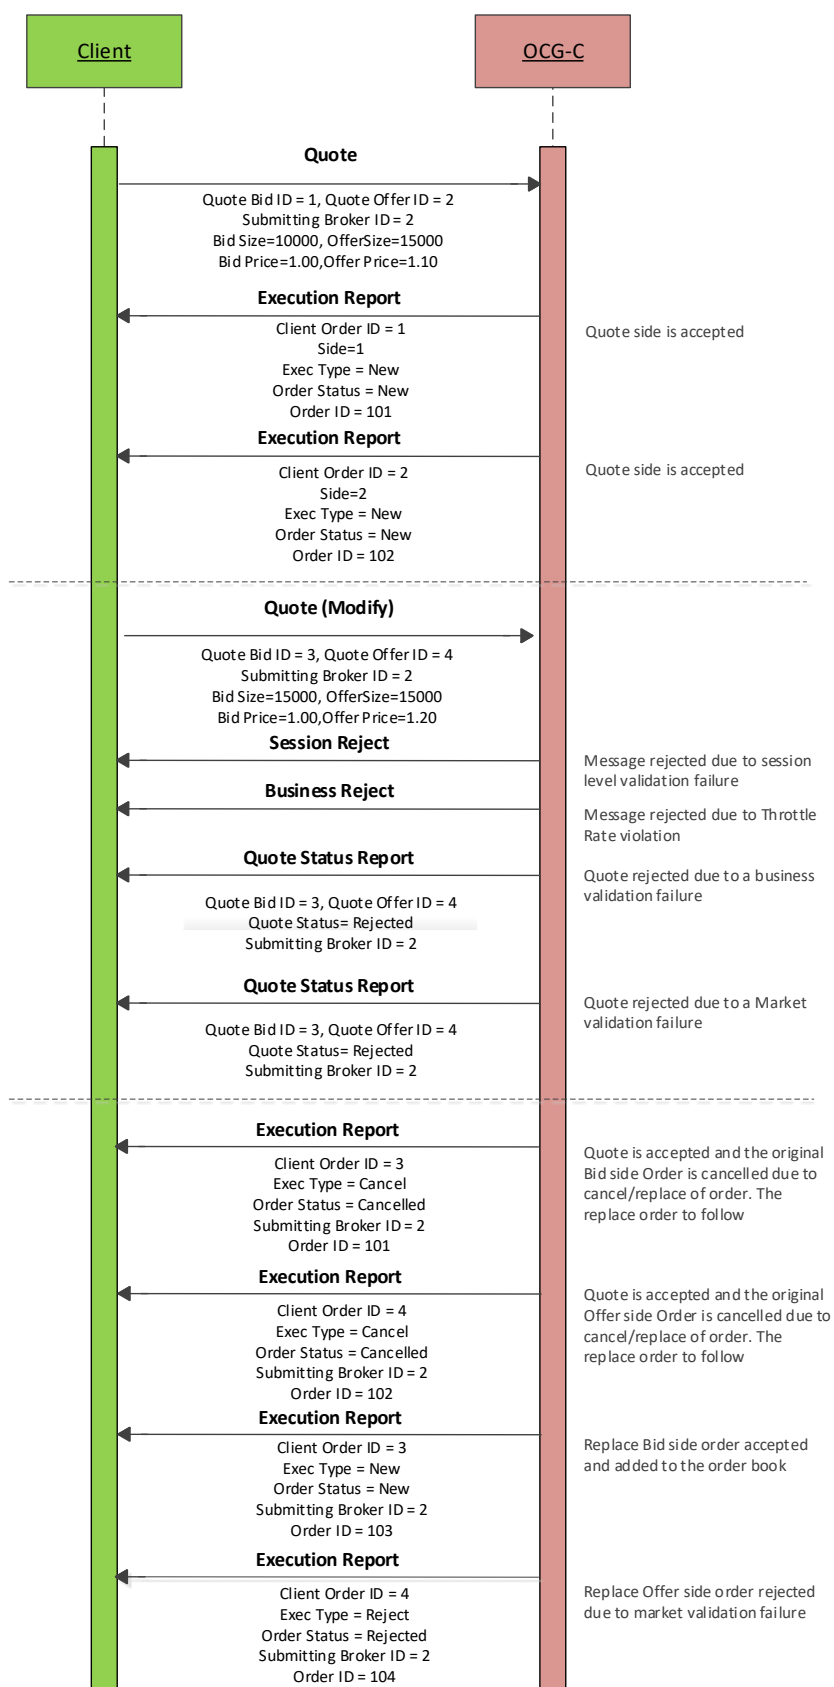 Client
OCG-C
Quote
Quote Bid ID = 1, Quote Offer ID = 2
Submitting Broker ID = 2
Bid Size=10000, OfferSize=15000
Bid Price=1.00,Offer Price=1.10
Execution Report
Client Order ID = 1
Side=1
Exec Type = New
Order Status = New
Order ID = 101
Quote side is accepted
Execution Report
Client Order ID = 2
Side=2
Exec Type = New
Order Status = New
Order ID = 102
Quote side is accepted
Quote (Modify)
Quote Bid ID = 3, Quote Offer ID = 4
Submitting Broker ID = 2
Bid Size=15000, OfferSize=15000
Bid Price=1.00,Offer Price=1.20
Session Reject
Message rejected due to session
level validation failure
Business Reject
Message rejected due to Throttle
Rate violation
Quote Status Report
Quote Bid ID = 3, Quote Offer ID = 4
Quote Status= Rejected
Submitting Broker ID = 2
Quote rejected due to a business
validation failure
Quote Status Report
Quote Bid ID = 3, Quote Offer ID = 4
Quote Status= Rejected
Submitting Broker ID = 2
Quote rejected due to a Market
validation failure
Execution Report
Client Order ID = 3
Exec Type = Cancel
Order Status = Cancelled
Submitting Broker ID = 2
Order ID = 101
Quote is accepted and the original
Bid side Order is cancelled due to
cancel/replace of order. The
replace order to follow
Execution Report
Client Order ID = 4
Exec Type = Cancel
Order Status = Cancelled
Submitting Broker ID = 2
Order ID = 102
Quote is accepted and the original
Offer side Order is cancelled due to
cancel/replace of order. The
replace order to follow
Execution Report
Client Order ID = 3
Exec Type = New
Order Status = New
Submitting Broker ID = 2
Order ID = 103
Replace Bid side order accepted
and added to the order book
Execution Report
Client Order ID = 4
Exec Type = Reject
Order Status = Rejected
Submitting Broker ID = 2
Order ID = 104
Replace Offer side order rejected
due to market validation failure